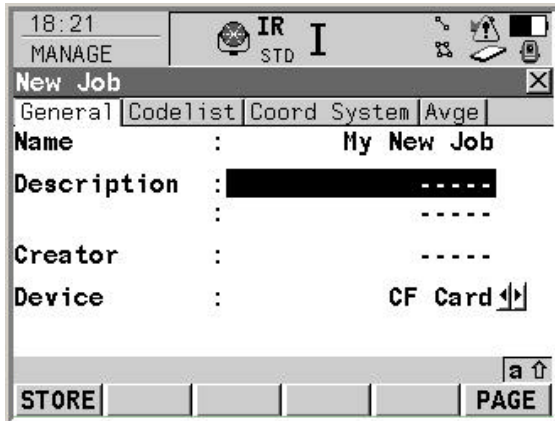 18:21
MANAGE
IR
STD
I
New Job
General Codelist Coord System Avge
Name : My New Job
Description : -----
: -----
Creator : -----
Device : CF Card
a
STORE PAGE